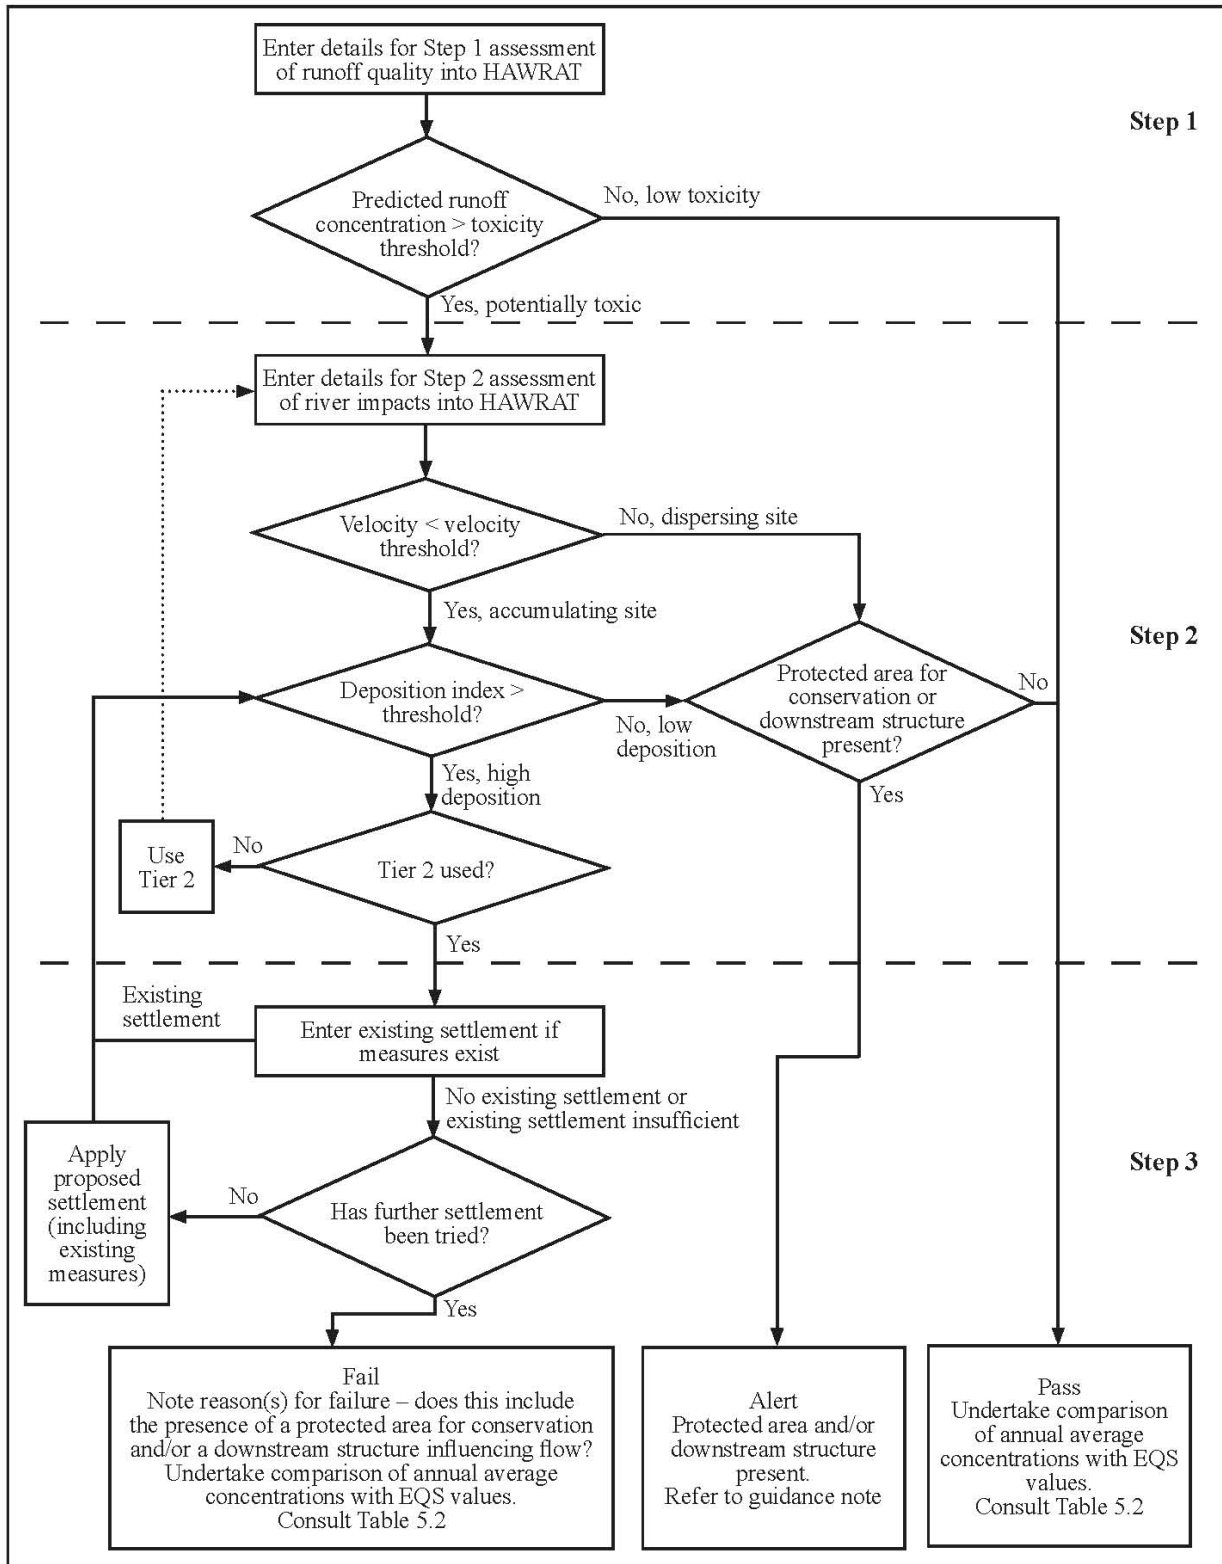 Enter details for Step 1 assessment
of runoff quality into HAWRAT
Step 1
Predicted runoff
concentration > toxicity
threshold?
No, low toxicity
Yes, potentially toxic
Enter details for Step 2 assessment
of river impacts into HAWRAT
Velocity < velocity
threshold?
No, dispersing site
Yes, accumulating site
Step 2
Deposition index >
threshold?
No, low
deposition
Protected area for
conservation or
downstream structure
present?
No
Yes
Yes, high
deposition
Use
Tier 2
No
Tier 2 used?
Yes
Existing
settlement
Enter existing settlement if
measures exist
No existing settlement or
existing settlement insufficient
Step 3
Apply
proposed
settlement
(including
existing
measures)
No
Has further settlement
been tried?
Yes
Fail
Note reason(s) for failure – does this include
the presence of a protected area for conservation
and/or a downstream structure influencing flow?
Undertake comparison of annual average
concentrations with EQS values.
Consult Table 5.2
Alert
Protected area and/or
downstream structure
present.
Refer to guidance note
Pass
Undertake comparison
of annual average
concentrations with EQS
values.
Consult Table 5.2